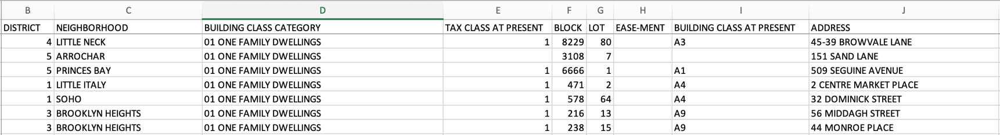 B C D E F G H I J
DISTRICT NEIGHBORHOOD BUILDING CLASS CATEGORY TAX CLASS AT PRESENT BLOCK LOT EASE-MENT BUILDING CLASS AT PRESENT ADDRESS
4 LITTLE NECK 01 ONE FAMILY DWELLINGS 1 8229 80 A3 45-39 BROWVALE LANE
5 ARROCHAR 01 ONE FAMILY DWELLINGS 3108 7 151 SAND LANE
5 PRINCES BAY 01 ONE FAMILY DWELLINGS 1 6666 1 A1 509 SEGUINE AVENUE
1 LITTLE ITALY 01 ONE FAMILY DWELLINGS 1 471 2 A4 2 CENTRE MARKET PLACE
1 SOHO 01 ONE FAMILY DWELLINGS 1 578 64 A4 32 DOMINICK STREET
3 BROOKLYN HEIGHTS 01 ONE FAMILY DWELLINGS 1 216 13 A9 56 MIDDAGH STREET
3 BROOKLYN HEIGHTS 01 ONE FAMILY DWELLINGS 1 238 15 A9 44 MONROE PLACE